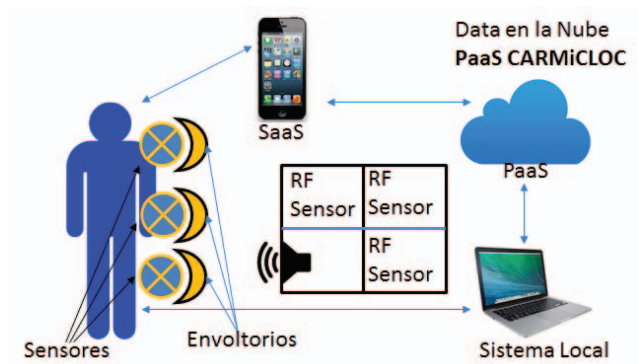 Data en la Nube
PaaS CARMiCLOC
SaaS
PaaS
RF
Sensor
RF
Sensor
RF
Sensor
Sensores
Envoltorios
Sistema Local